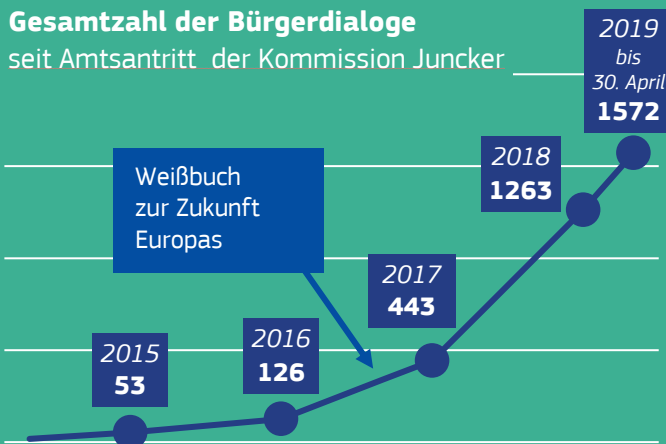 Gesamtzahl der Bürgerdialoge
seit Amtsantritt der Kommission Juncker
2019
bis
30. April
1572
2018
1263
Weißbuch
zur Zukunft
Europas
2017
443
2016
126
2015
53